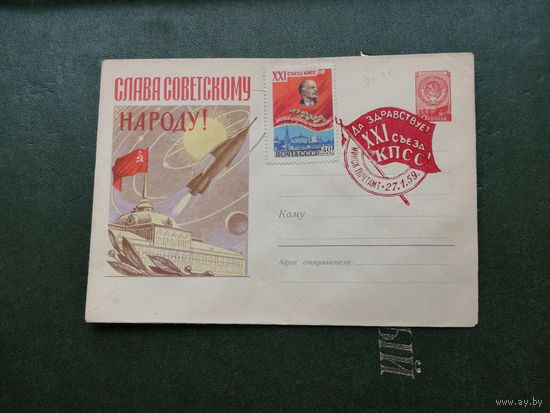 СЛАВА СОВЕТСКОМУ
НАРОДУ!
XXI СЪЕЗД КПСС
ПОЧТА СССР 40
ДА ЗДРАВСТВУЕТ
XXI СЪЕЗД
КПСС!
МИНСК ПОЧТАМТ - 27.1.59.
Кому
Адрес отправителя
ЫЙ
www.ay.by